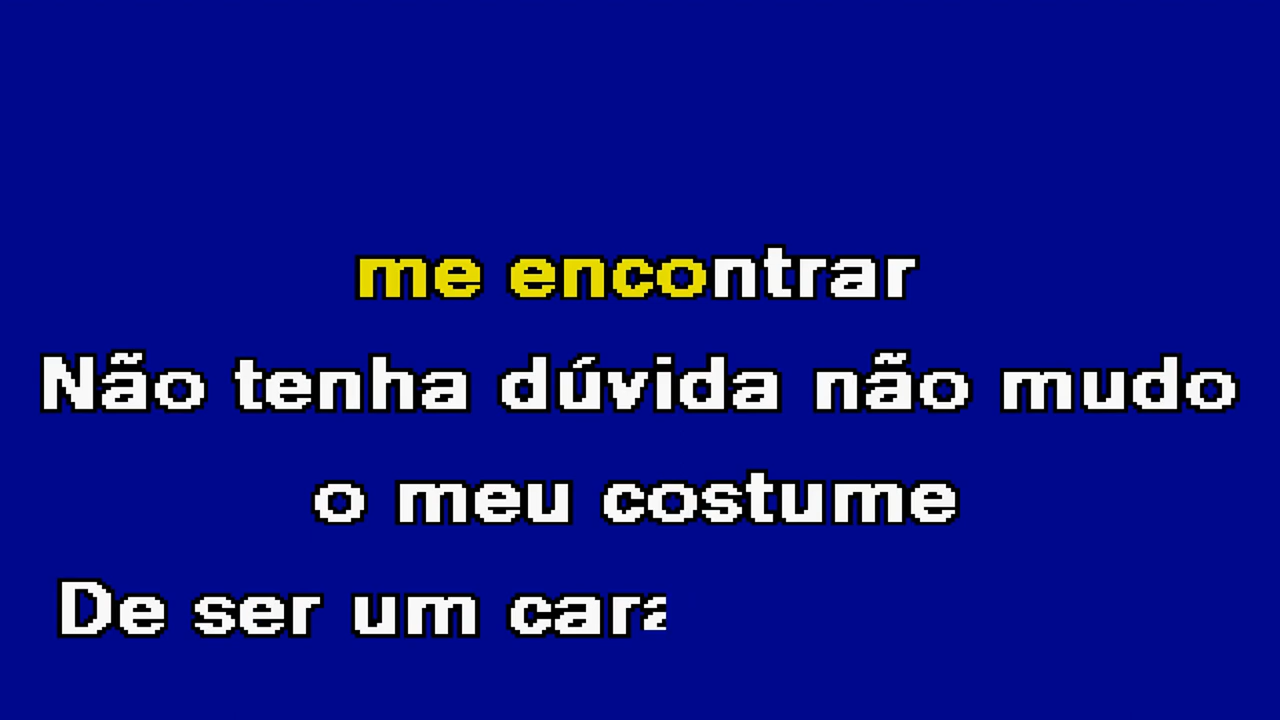 me encontrar
Não tenha dúvida não mudo
o meu costume
De ser um cara